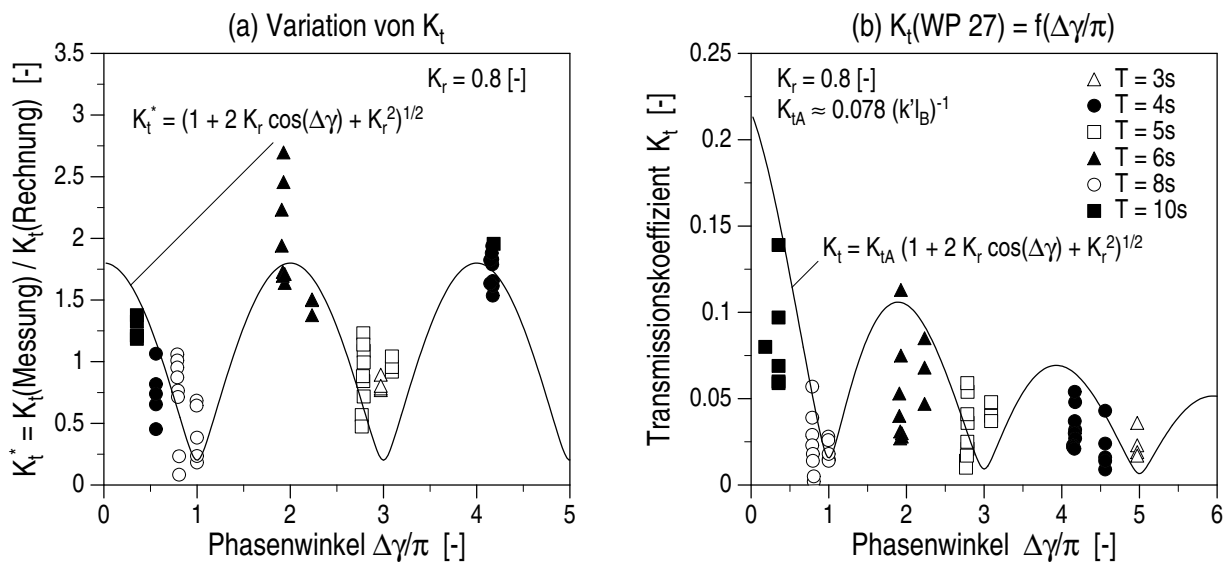 (a) Variation von Kt
Kt* = Kt(Messung) / Kt(Rechnung) [-]
3.5
3
2.5
2
1.5
1
0.5
0
Kr = 0.8 [-]
Kt* = (1 + 2 Kr cos(Δγ) + Kr²)^1/2
0
1
2
3
4
5
Phasenwinkel Δγ/π [-]
(b) Kt(WP 27) = f(Δγ/π)
Transmissionskoeffizient Kt [-]
0.25
0.2
0.15
0.1
0.05
0
Kr = 0.8 [-]
KtA ≈ 0.078 (k'lB)^-1
T = 3s
T = 4s
T = 5s
T = 6s
T = 8s
T = 10s
Kt = KtA (1 + 2 Kr cos(Δγ) + Kr²)^1/2
0
1
2
3
4
5
6
Phasenwinkel Δγ/π [-]